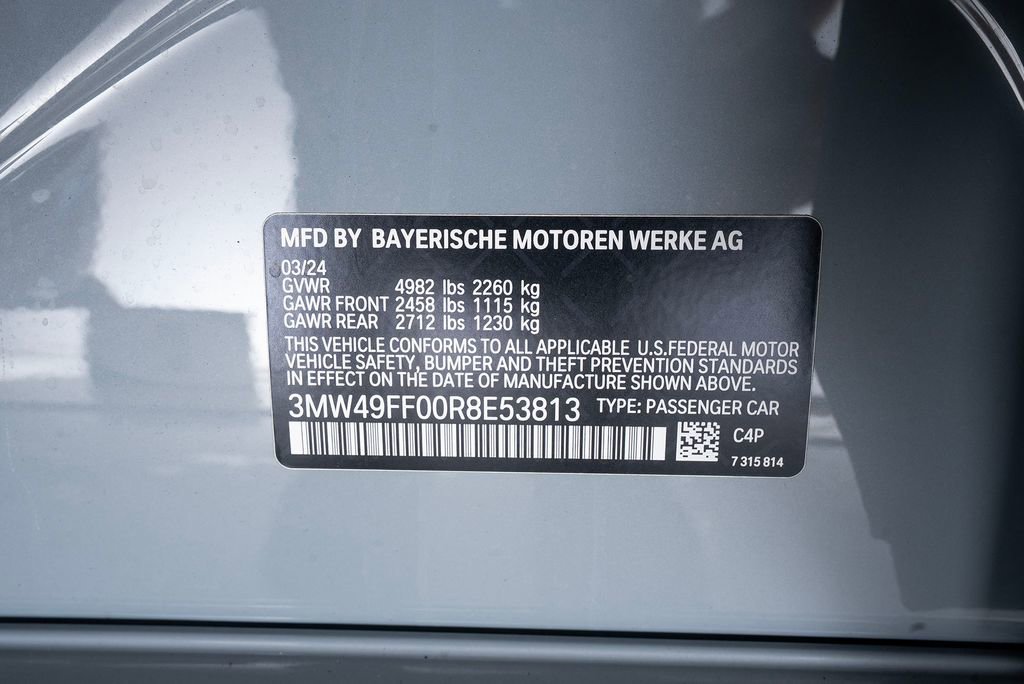 MFD BY BAYERISCHE MOTOREN WERKE AG
03/24
GVWR 4982 lbs 2260 kg
GAWR FRONT 2458 lbs 1115 kg
GAWR REAR 2712 lbs 1230 kg
THIS VEHICLE CONFORMS TO ALL APPLICABLE U.S.FEDERAL MOTOR
VEHICLE SAFETY, BUMPER AND THEFT PREVENTION STANDARDS
IN EFFECT ON THE DATE OF MANUFACTURE SHOWN ABOVE.
3MW49FF00R8E53813 TYPE: PASSENGER CAR
C4P
7 315 814